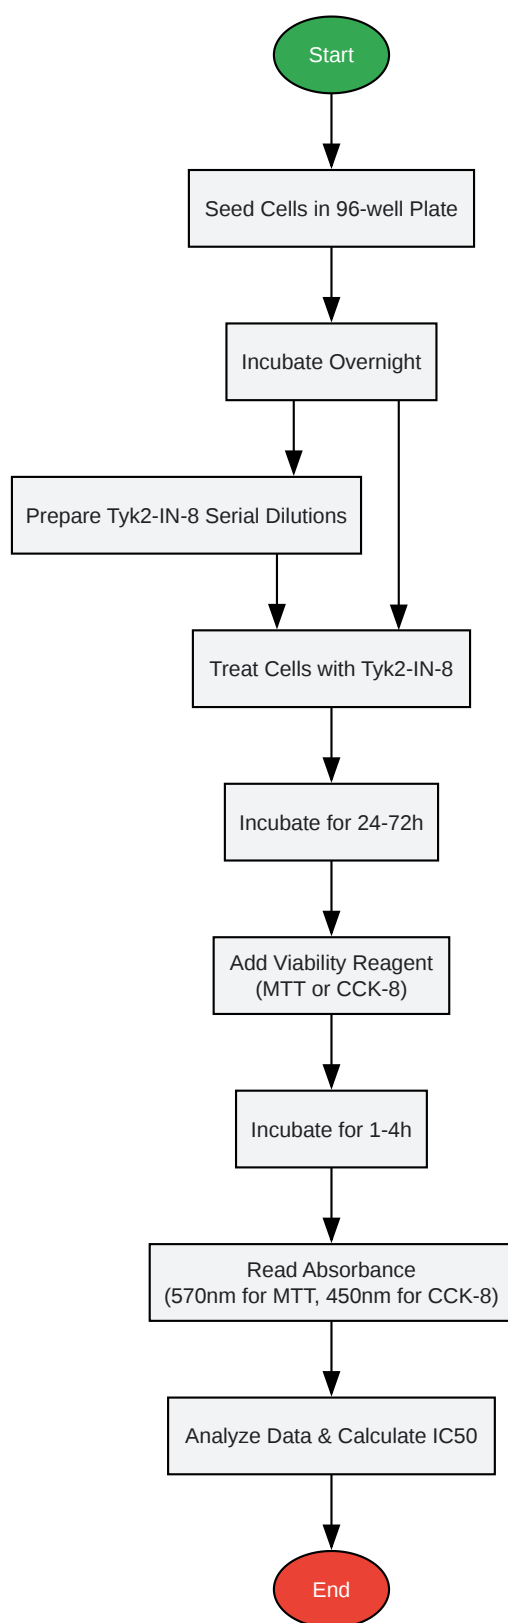 Start
Seed Cells in 96-well Plate
Incubate Overnight
Prepare Tyk2-IN-8 Serial Dilutions
Treat Cells with Tyk2-IN-8
Incubate for 24-72h
Add Viability Reagent
(MTT or CCK-8)
Incubate for 1-4h
Read Absorbance
(570nm for MTT, 450nm for CCK-8)
Analyze Data & Calculate IC50
End